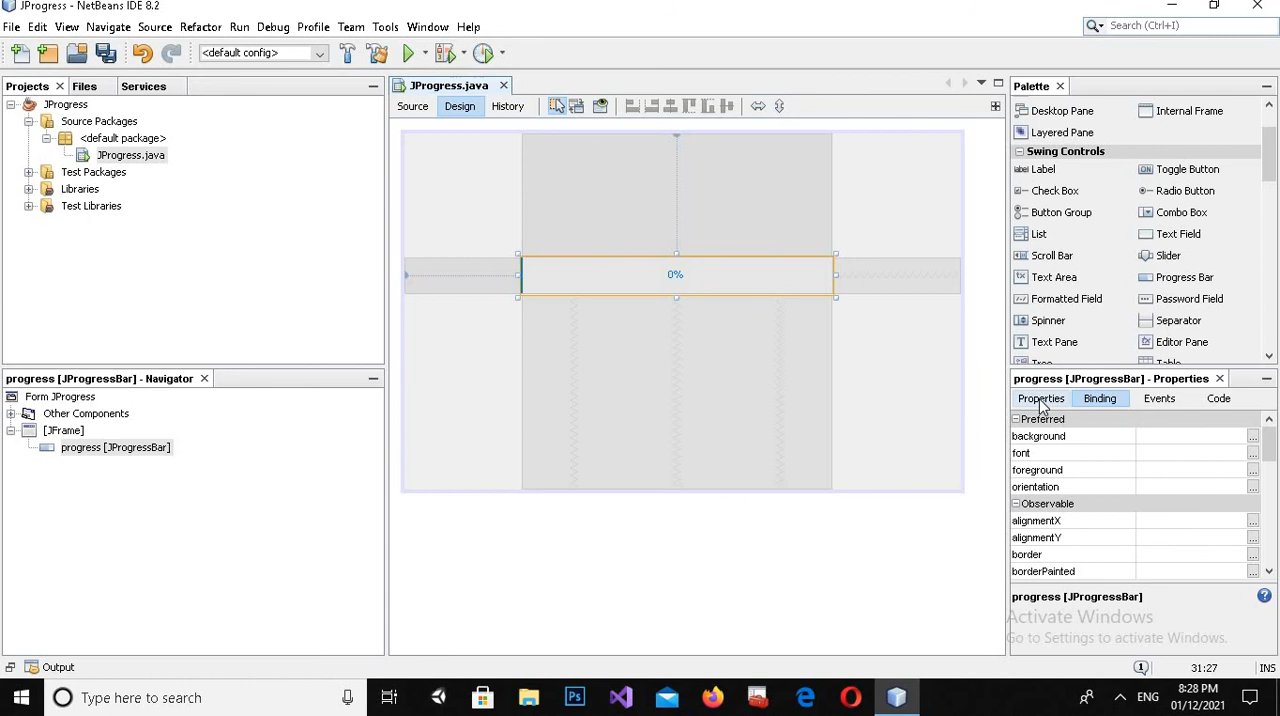 JProgress - NetBeans IDE 8.2
File Edit View Navigate Source Refactor Run Debug Profile Team Tools Window Help
Search (Ctrl+I)
<default config>
Projects Files Services
JProgress
Source Packages
<default package>
JProgress.java
Test Packages
Libraries
Test Libraries
progress [JProgressBar] - Navigator
Form JProgress
Other Components
[JFrame]
progress [JProgressBar]
Output
JProgress.java
Source Design History
0%
Palette
Desktop Pane Internal Frame
Layered Pane
Swing Controls
Label Toggle Button
Check Box Radio Button
Button Group Combo Box
List Text Field
Scroll Bar Slider
Text Area Progress Bar
Formatted Field Password Field
Spinner Separator
Text Pane Editor Pane
Tree Table
progress [JProgressBar] - Properties
Properties Binding Events Code
Preferred
background
font
foreground
orientation
Observable
alignmentX
alignmentY
border
borderPainted
progress [JProgressBar]
Activate Windows
Go to Settings to activate Windows.
1 31:27 INS
Type here to search
ENG
8:28 PM
01/12/2021